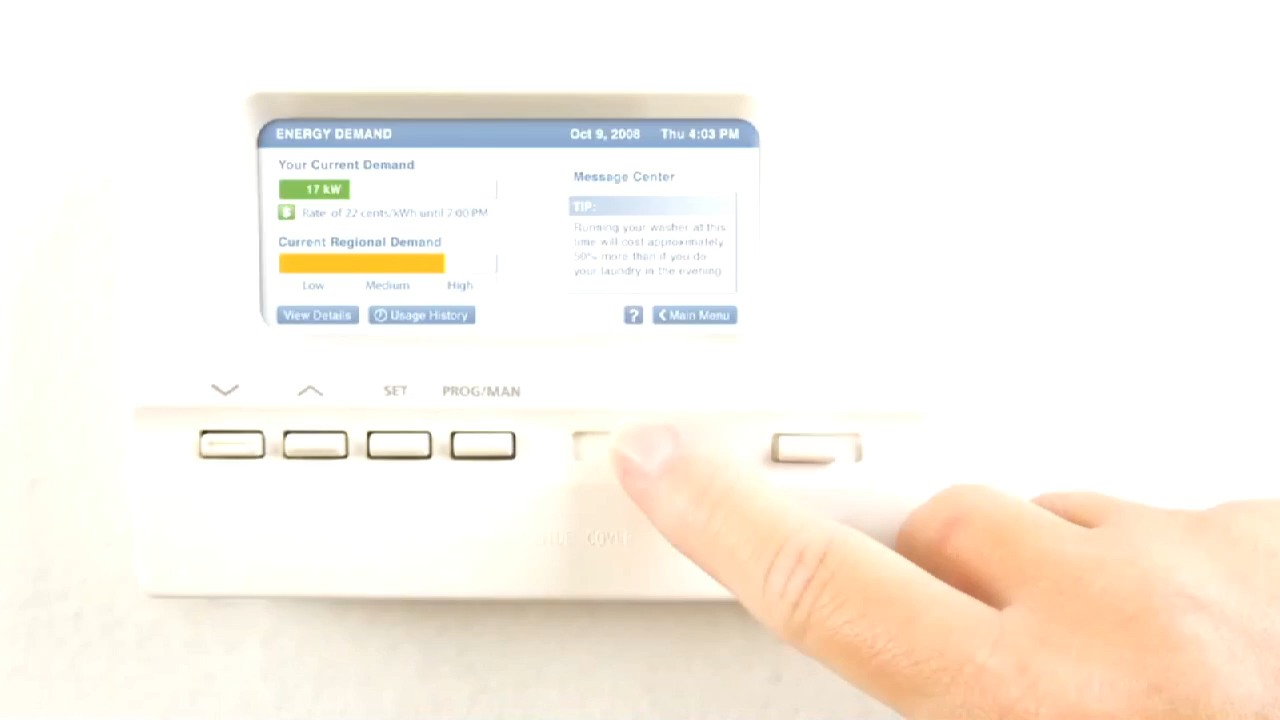 ENERGY DEMAND Oct 9, 2008 Thu 4:03 PM
Your Current Demand
17 kW
$ Rate of 22 cents/kWh until 7:00 PM
Current Regional Demand
Low Medium High
View Details Usage History
Message Center
TIP:
Running your washer at this
time will cost approximately
50% more than if you do
your laundry in the evening.
? Main Menu
SET PROG/MAN